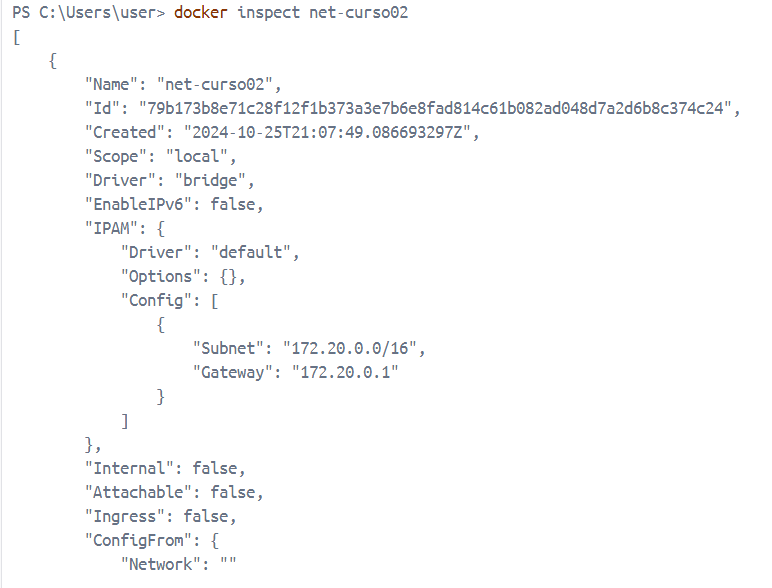 PS C:\Users\user> docker inspect net-curso02
[
    {
        "Name": "net-curso02",
        "Id": "79b173b8e71c28f12f1b373a3e7b6e8fad814c61b082ad048d7a2d6b8c374c24",
        "Created": "2024-10-25T21:07:49.086693297Z",
        "Scope": "local",
        "Driver": "bridge",
        "EnableIPv6": false,
        "IPAM": {
            "Driver": "default",
            "Options": {},
            "Config": [
                {
                    "Subnet": "172.20.0.0/16",
                    "Gateway": "172.20.0.1"
                }
            ]
        },
        "Internal": false,
        "Attachable": false,
        "Ingress": false,
        "ConfigFrom": {
            "Network": ""